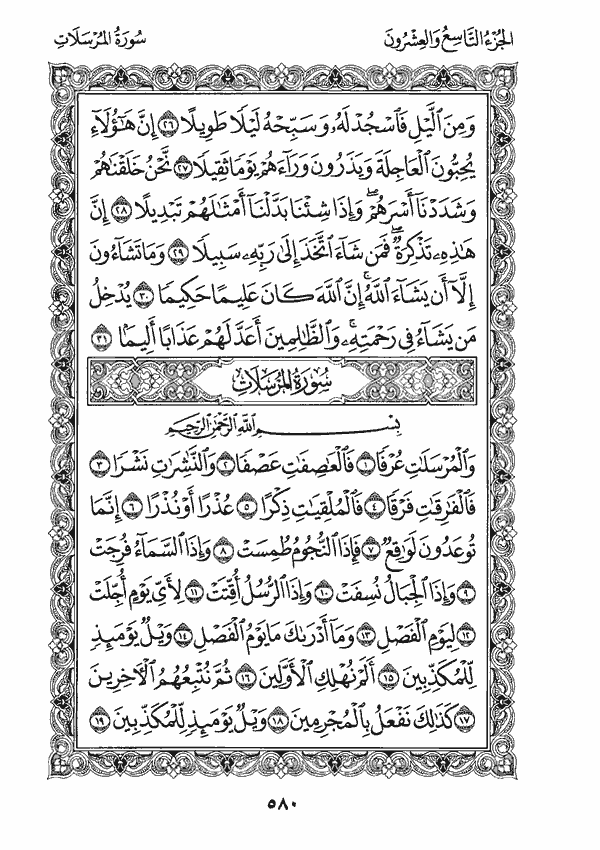 الجُزْءُ التَّاسِعُ وَالعِشْرُونَ
سُورَةُ المُرْسَلَاتِ
وَمِنَ ٱلَّيۡلِ فَٱسۡجُدۡ لَهُۥ وَسَبِّحۡهُ لَيۡلٗا طَوِيلًا ٢٦ إِنَّ هَٰٓؤُلَآءِ
يُحِبُّونَ ٱلۡعَاجِلَةَ وَيَذَرُونَ وَرَآءَهُمۡ يَوۡمٗا ثَقِيلٗا ٢٧ نَّحۡنُ خَلَقۡنَٰهُمۡ
وَشَدَدۡنَآ أَسۡرَهُمۡۖ وَإِذَا شِئۡنَا بَدَّلۡنَآ أَمۡثَٰلَهُمۡ تَبۡدِيلًا ٢٨ إِنَّ
هَٰذِهِۦ تَذۡكِرَةٞۖ فَمَن شَآءَ ٱتَّخَذَ إِلَىٰ رَبِّهِۦ سَبِيلٗا ٢٩ وَمَا تَشَآءُونَ
إِلَّآ أَن يَشَآءَ ٱللَّهُۚ إِنَّ ٱللَّهَ كَانَ عَلِيمًا حَكِيمٗا ٣٠ يُدۡخِلُ
مَن يَشَآءُ فِي رَحۡمَتِهِۦۚ وَٱلظَّٰلِمِينَ أَعَدَّ لَهُمۡ عَذَابًا أَلِيمَۢا ٣١
سُورَةُ المُرْسَلَاتِ
بِسۡمِ ٱللَّهِ ٱلرَّحۡمَٰنِ ٱلرَّحِيمِ
وَٱلۡمُرۡسَلَٰتِ عُرۡفٗا ١ فَٱلۡعَٰصِفَٰتِ عَصۡفٗا ٢ وَٱلنَّٰشِرَٰتِ نَشۡرٗا ٣
فَٱلۡفَٰرِقَٰتِ فَرۡقٗا ٤ فَٱلۡمُلۡقِيَٰتِ ذِكۡرًا ٥ عُذۡرًا أَوۡ نُذۡرًا ٦ إِنَّمَا
تُوعَدُونَ لَوَٰقِعٞ ٧ فَإِذَا ٱلنُّجُومُ طُمِسَتۡ ٨ وَإِذَا ٱلسَّمَآءُ فُرِجَتۡ
٩ وَإِذَا ٱلۡجِبَالُ نُسِفَتۡ ١٠ وَإِذَا ٱلرُّسُلُ أُقِّتَتۡ ١١ لِأَيِّ يَوۡمٍ أُجِّلَتۡ
١٢ لِيَوۡمِ ٱلۡفَصۡلِ ١٣ وَمَآ أَدۡرَىٰكَ مَا يَوۡمُ ٱلۡفَصۡلِ ١٤ وَيۡلٞ يَوۡمَئِذٖ
لِّلۡمُكَذِّبِينَ ١٥ أَلَمۡ نُهۡلِكِ ٱلۡأَوَّلِينَ ١٦ ثُمَّ نُتۡبِعُهُمُ ٱلۡأٓخِرِينَ
١٧ كَذَٰلِكَ نَفۡعَلُ بِٱلۡمُجۡرِمِينَ ١٨ وَيۡلٞ يَوۡمَئِذٖ لِّلۡمُكَذِّبِينَ ١٩
٥٨٠